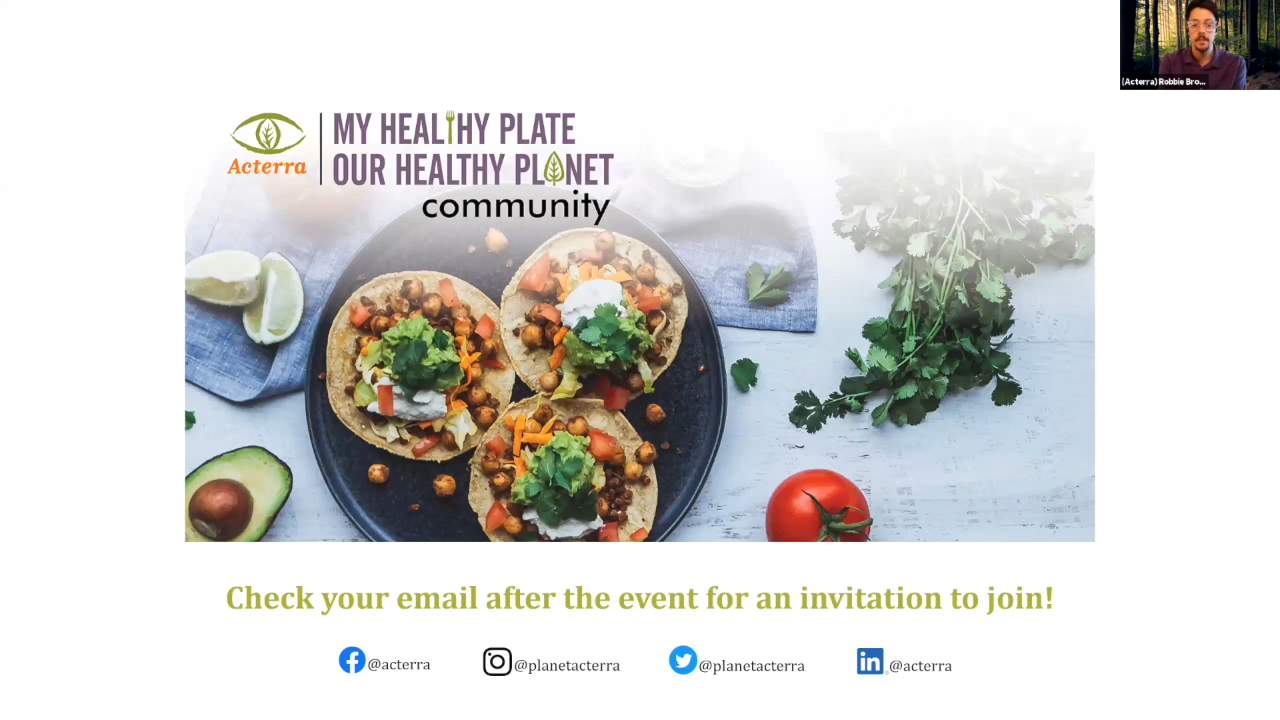 (Acterra) Robbie Bro...
Acterra
MY HEALTHY PLATE
OUR HEALTHY PLANET
community
Check your email after the event for an invitation to join!
@acterra
@planetacterra
@planetacterra
@acterra